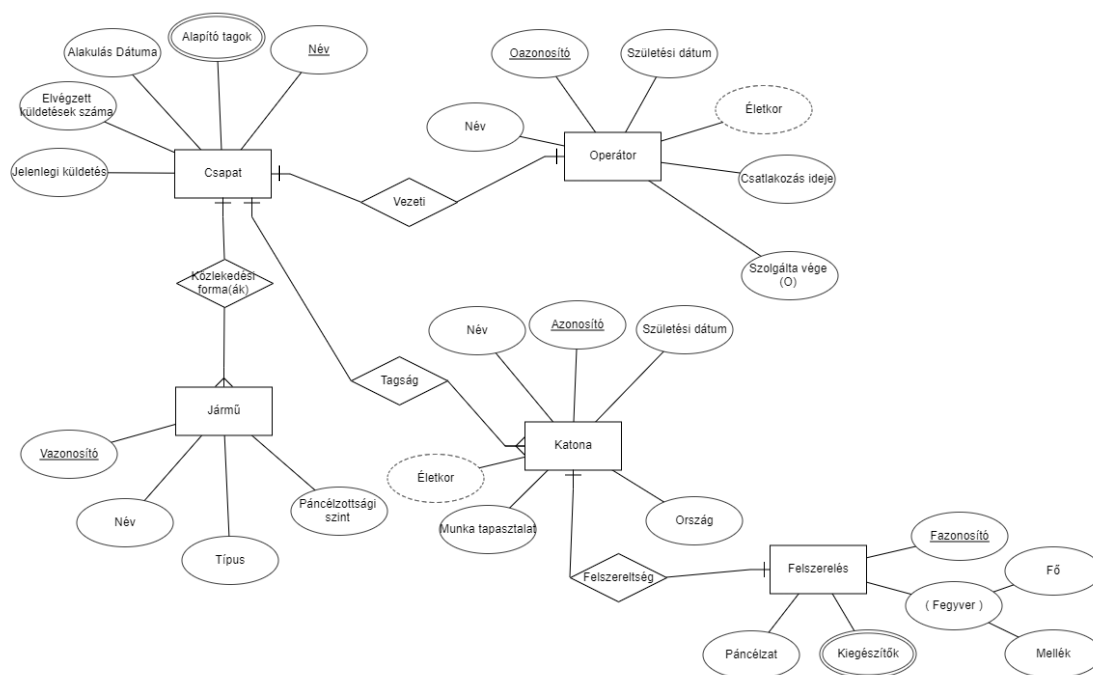 Alapító tagok
Név
Alakulás Dátuma
Elvégzett
küldetések száma
Jelenlegi küldetés
Csapat
Oazonosító
Születési dátum
Életkor
Név
Operátor
Csatlakozás ideje
Vezeti
Szolgálta vége
(O)
Közlekedési
forma(ák)
Név
Azonosító
Születési dátum
Tagság
Jármű
Katona
Vazonosító
Életkor
Név
Típus
Páncélzottsági
szint
Munka tapasztalat
Ország
Felszereltség
Felszerelés
Fazonosító
( Fegyver )
Fő
Mellék
Páncélzat
Kiegészítők